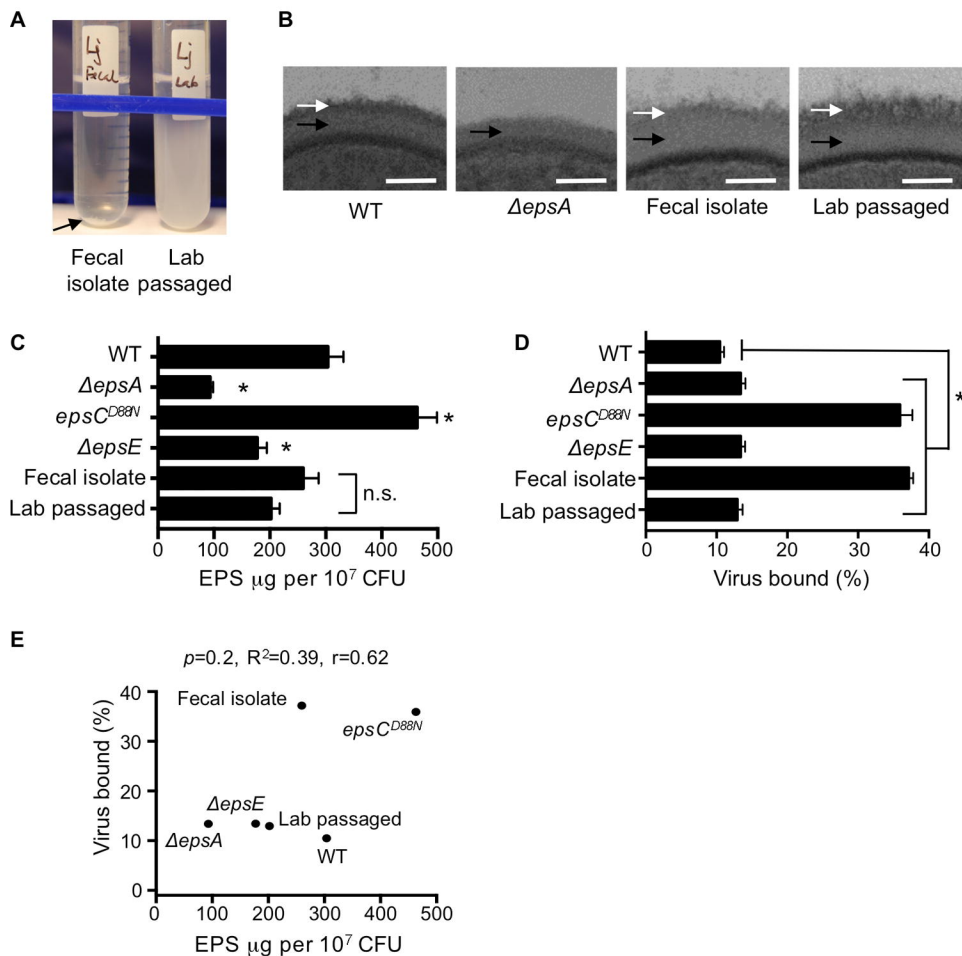 A
Lj
Fecal
Lj
Lab
Fecal
isolate
Lab
passaged
B
WT
ΔepsA
Fecal isolate
Lab passaged
C
WT
ΔepsA
*
epsC^D88N
*
ΔepsE
*
Fecal isolate
n.s.
Lab passaged
0 100 200 300 400 500
EPS μg per 10⁷ CFU
D
WT
ΔepsA
*
epsC^D88N
ΔepsE
Fecal isolate
Lab passaged
0 10 20 30 40
Virus bound (%)
E
p=0.2, R²=0.39, r=0.62
Virus bound (%)
40
30
20
10
0
Fecal isolate
epsC^D88N
ΔepsE
ΔepsA
Lab passaged
WT
0 100 200 300 400 500
EPS μg per 10⁷ CFU